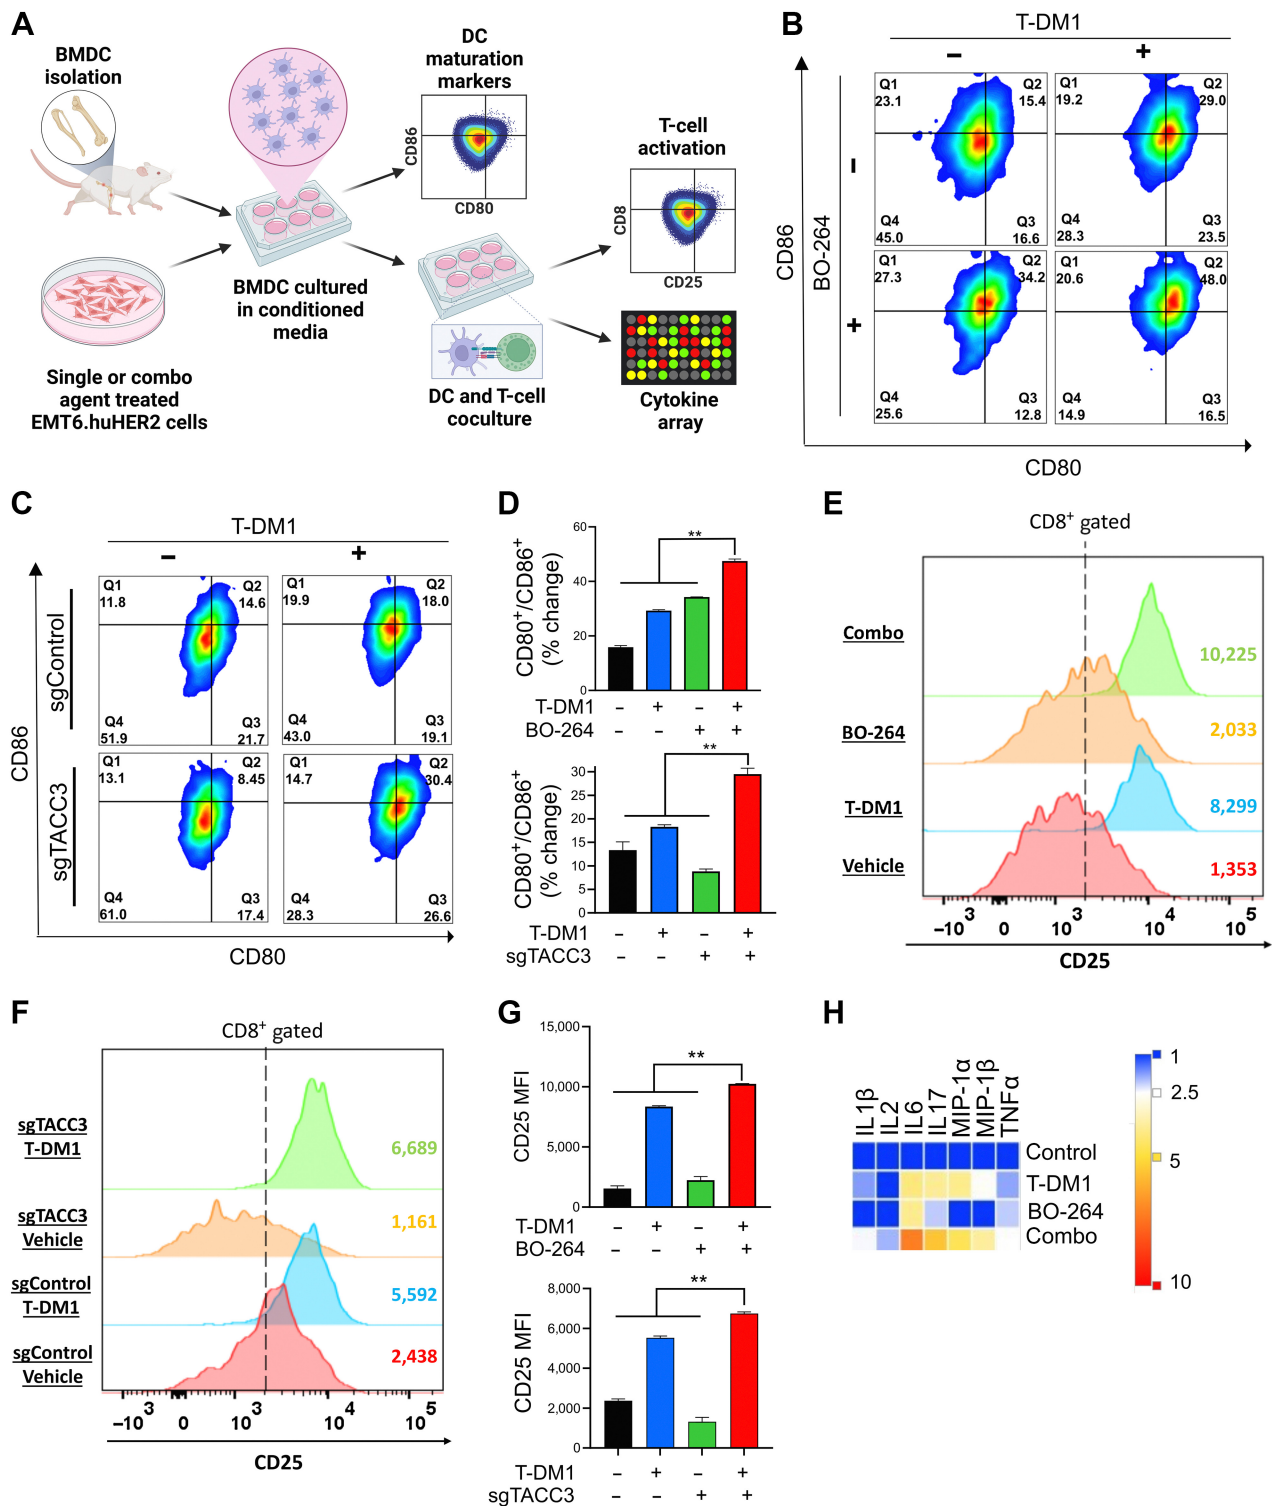 A
BMDC
isolation
DC
maturation
markers
CD86
CD80
T-cell
activation
CD8
CD25
BMDC cultured
in conditioned
media
Single or combo
agent treated
EMT6.huHER2 cells
DC and T-cell
coculture
Cytokine
array
B
T-DM1
– +
CD86
BO-264
–
+
Q1
23.1
Q2
15.4
Q4
45.0
Q3
16.6
Q1
19.2
Q2
29.0
Q4
28.3
Q3
23.5
Q1
27.3
Q2
34.2
Q4
25.6
Q3
12.8
Q1
20.6
Q2
48.0
Q4
14.9
Q3
16.5
CD80
C
T-DM1
– +
CD86
sgControl
sgTACC3
Q1
11.8
Q2
14.6
Q4
51.9
Q3
21.7
Q1
19.9
Q2
18.0
Q4
43.0
Q3
19.1
Q1
13.1
Q2
8.45
Q4
61.0
Q3
17.4
Q1
14.7
Q2
30.4
Q4
28.3
Q3
26.6
CD80
D
CD80⁺/CD86⁺
(% change)
60
40
20
0
**
T-DM1 – + – +
BO-264 – – + +
CD80⁺/CD86⁺
(% change)
30
25
20
15
10
5
0
**
T-DM1 – + – +
sgTACC3 – – + +
E
CD8⁺ gated
Combo 10,225
BO-264 2,033
T-DM1 8,299
Vehicle 1,353
–10³ 0 10³ 10⁴ 10⁵
CD25
F
CD8⁺ gated
sgTACC3
T-DM1
6,689
sgTACC3
Vehicle
1,161
sgControl
T-DM1
5,592
sgControl
Vehicle
2,438
–10³ 0 10³ 10⁴ 10⁵
CD25
G
CD25 MFI
15,000
10,000
5,000
0
**
T-DM1 – + – +
BO-264 – – + +
CD25 MFI
8,000
6,000
4,000
2,000
0
**
T-DM1 – + – +
sgTACC3 – – + +
H
IL1β IL2 IL6 IL17 MIP-1α MIP-1β TNFα
Control
T-DM1
BO-264
Combo
1
2.5
5
10